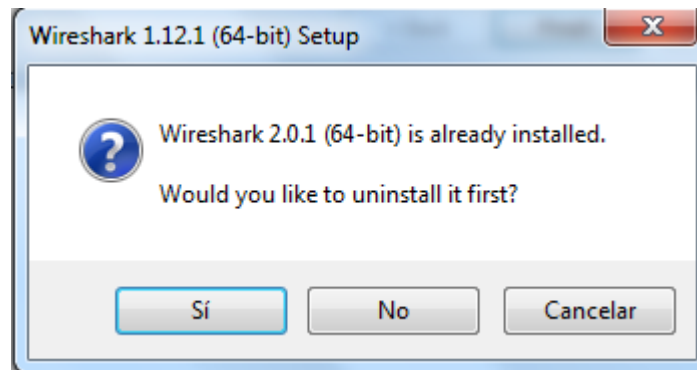 Wireshark 1.12.1 (64-bit) Setup
Wireshark 2.0.1 (64-bit) is already installed.
Would you like to uninstall it first?
Sí No Cancelar